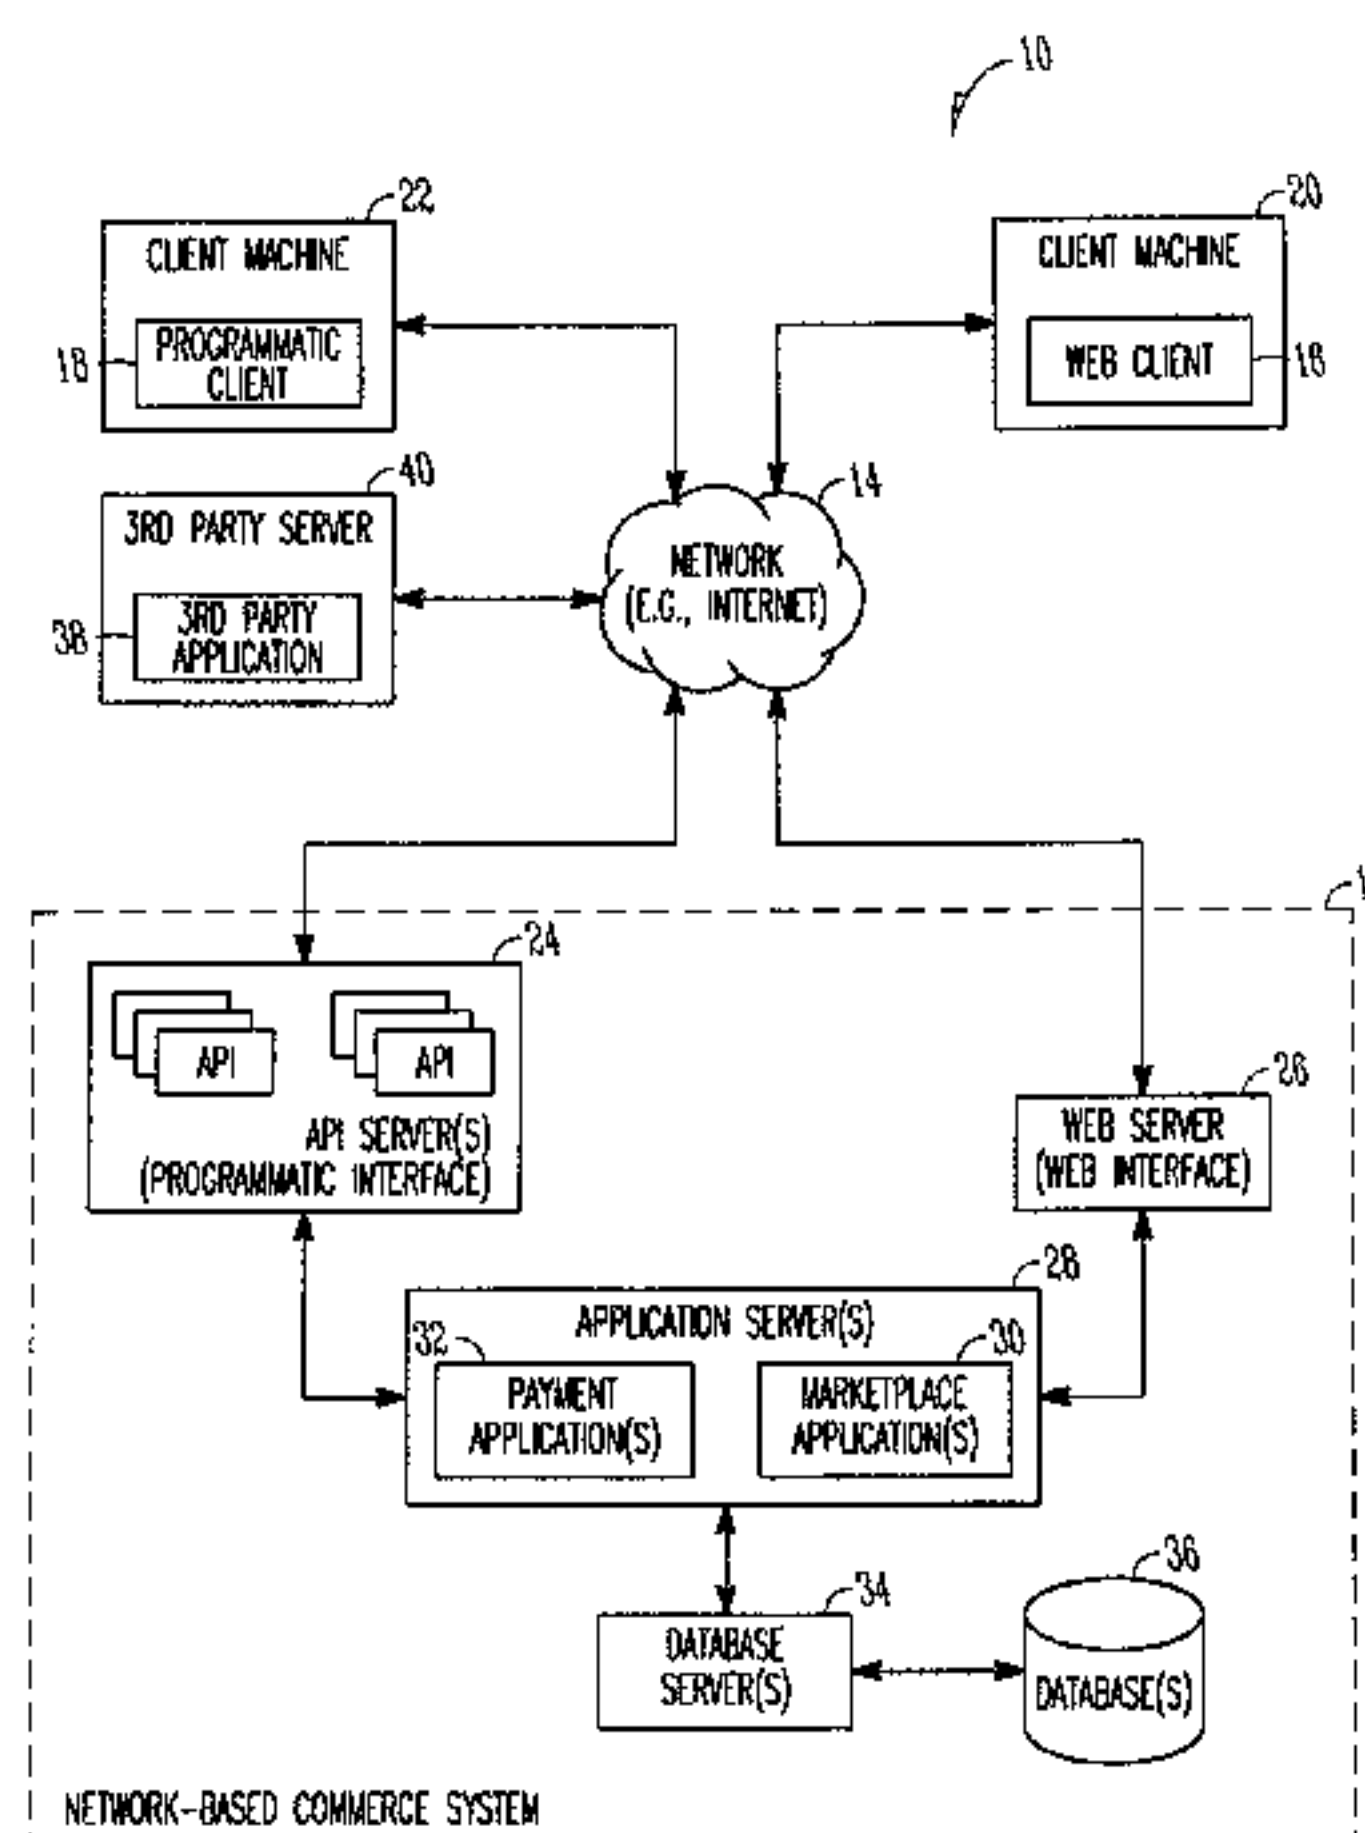 10
22
CLIENT MACHINE
18
PROGRAMMATIC
CLIENT
20
CLIENT MACHINE
WEB CLIENT
16
40
3RD PARTY SERVER
38
3RD PARTY
APPLICATION
14
NETWORK
(E.G., INTERNET)
24
API
API
API SERVER(S)
(PROGRAMMATIC INTERFACE)
26
WEB SERVER
(WEB INTERFACE)
28
APPLICATION SERVER(S)
32
PAYMENT
APPLICATION(S)
30
MARKETPLACE
APPLICATION(S)
34
DATABASE
SERVER(S)
36
DATABASE(S)
NETWORK-BASED COMMERCE SYSTEM